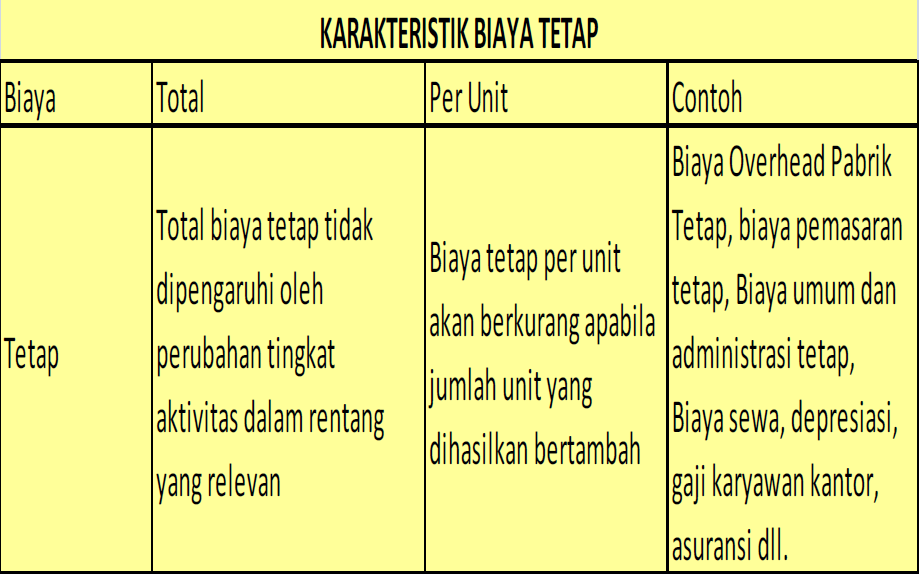 KARAKTERISTIK BIAYA TETAP
Biaya
Total
Per Unit
Contoh
Tetap
Total biaya tetap tidak
dipengaruhi oleh
perubahan tingkat
aktivitas dalam rentang
yang relevan
Biaya tetap per unit
akan berkurang apabila
jumlah unit yang
dihasilkan bertambah
Biaya Overhead Pabrik
Tetap, biaya pemasaran
tetap, Biaya umum dan
administrasi tetap,
Biaya sewa, depresiasi,
gaji karyawan kantor,
asuransi dll.